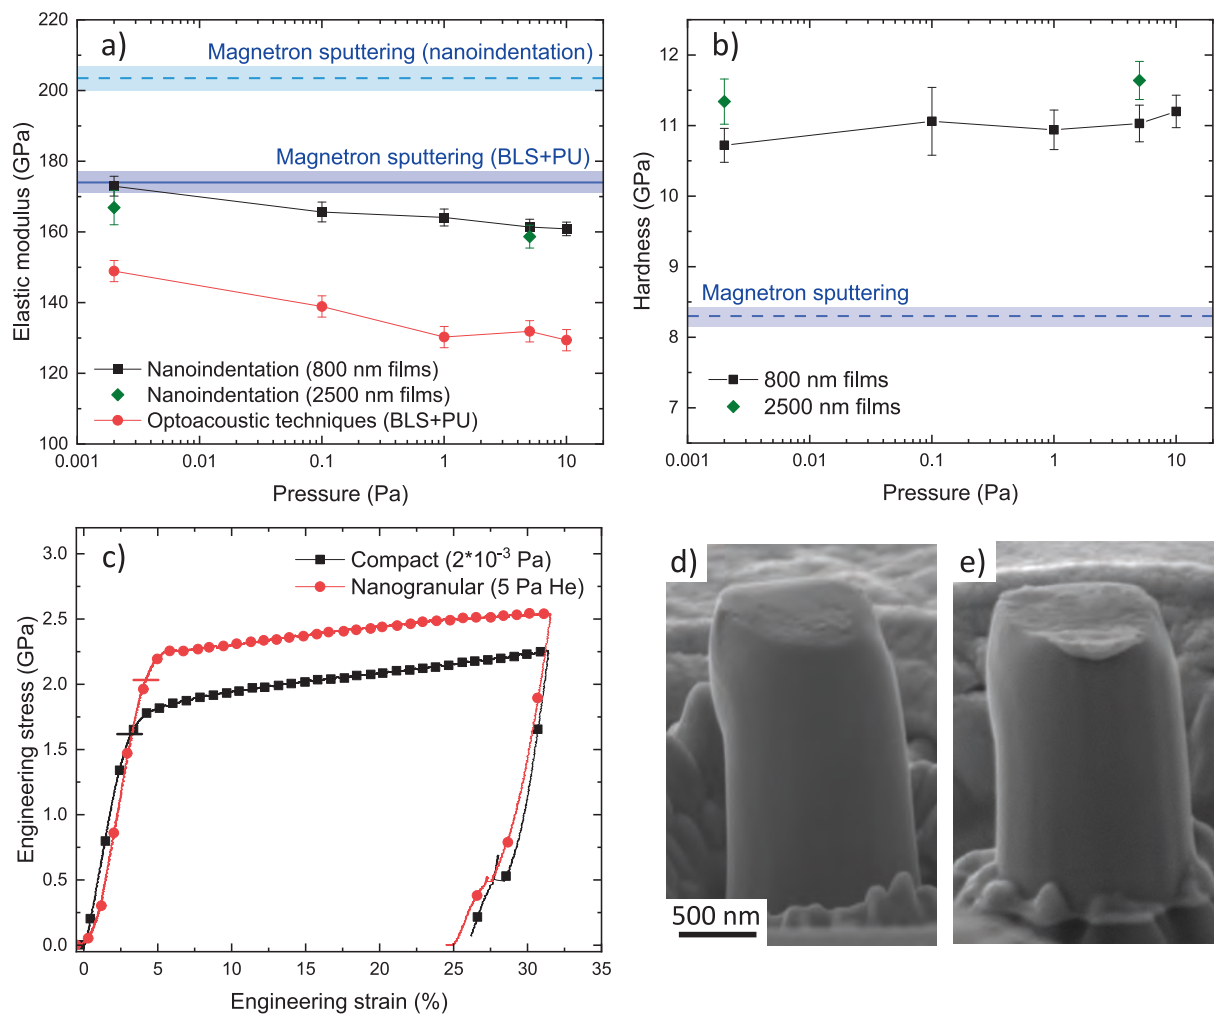 a)
Magnetron sputtering (nanoindentation)
Magnetron sputtering (BLS+PU)
Elastic modulus (GPa)
220
200
180
160
140
120
100
Nanoindentation (800 nm films)
Nanoindentation (2500 nm films)
Optoacoustic techniques (BLS+PU)
0.001 0.01 0.1 1 10
Pressure (Pa)
b)
Hardness (GPa)
12
11
10
9
8
7
Magnetron sputtering
800 nm films
2500 nm films
0.001 0.01 0.1 1 10
Pressure (Pa)
c)
Engineering stress (GPa)
3.0
2.5
2.0
1.5
1.0
0.5
0.0
Compact (2*10⁻³ Pa)
Nanogranular (5 Pa He)
0 5 10 15 20 25 30 35
Engineering strain (%)
d)
500 nm
e)